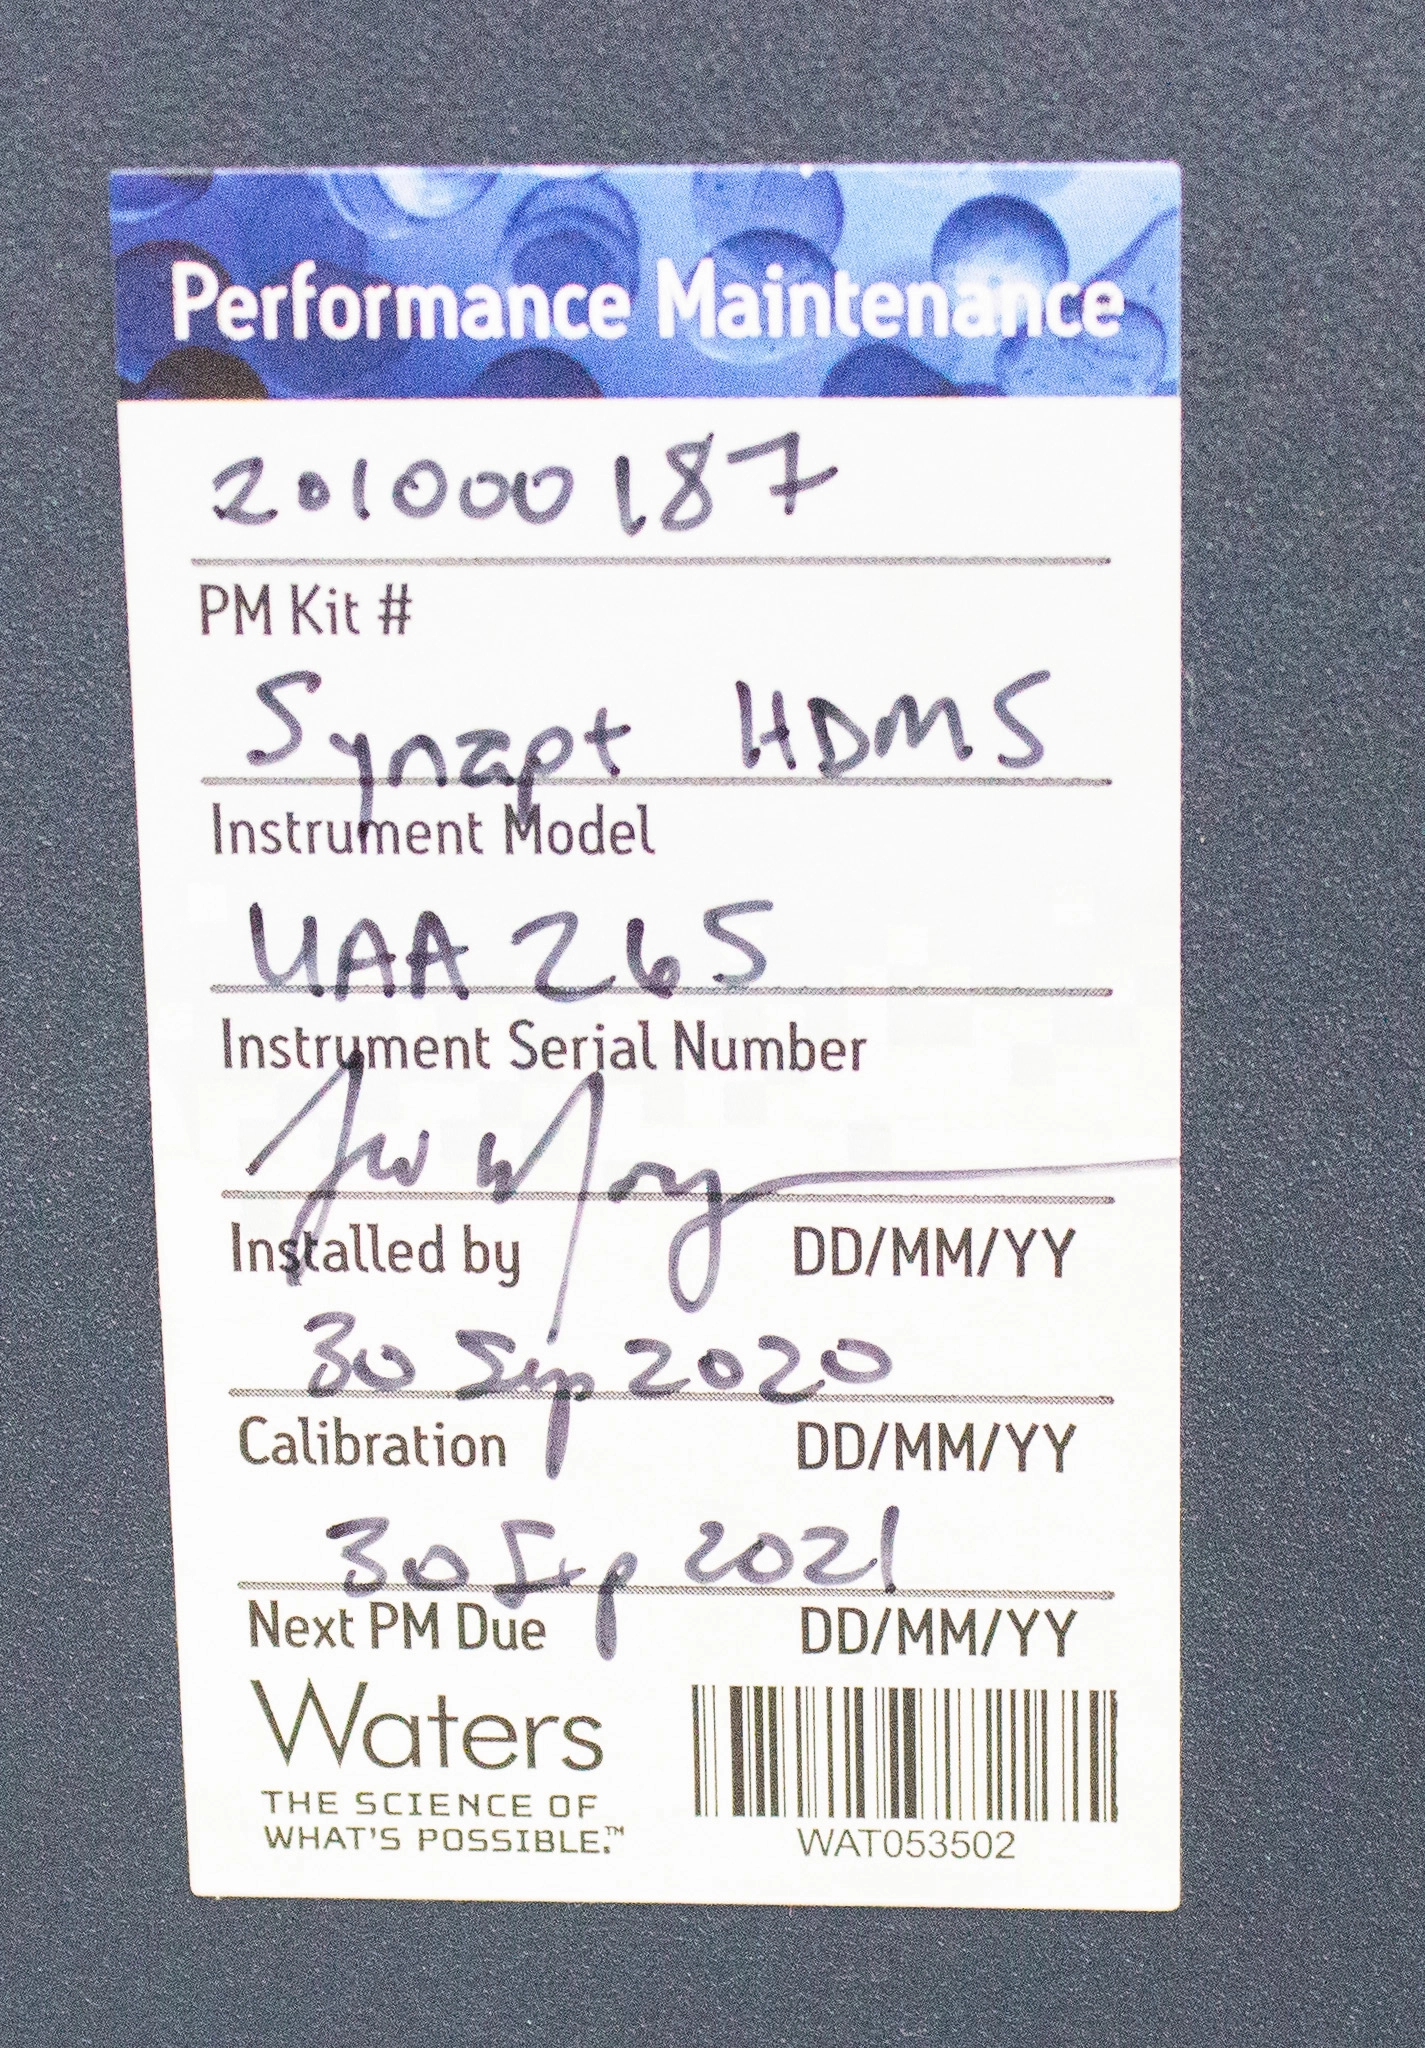 Performance Maintenance
201000187
PM Kit #
Synapt HDMS
Instrument Model
UAA265
Instrument Serial Number
Installed by DD/MM/YY
30 Sep 2020
Calibration DD/MM/YY
30 Sep 2021
Next PM Due DD/MM/YY
Waters
THE SCIENCE OF
WHAT'S POSSIBLE.™
WAT053502